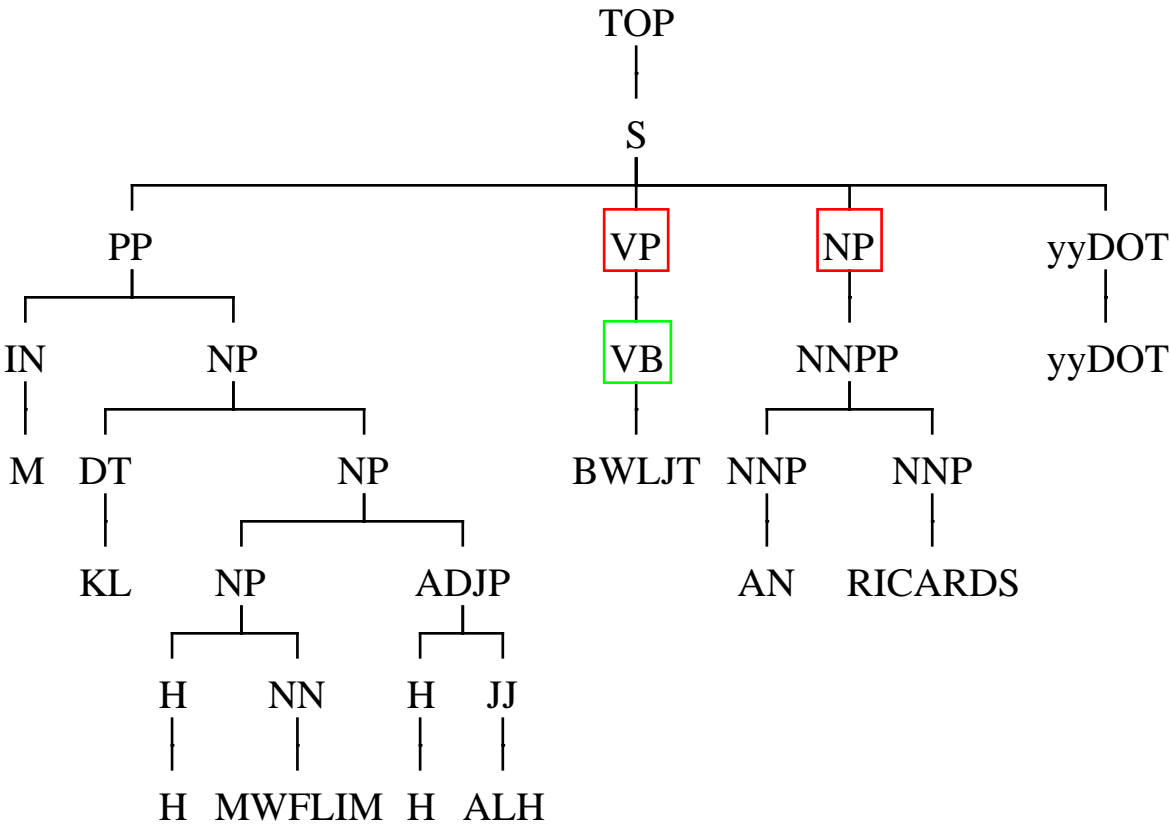 TOP
S
PP VP NP yyDOT
IN NP VB NNPP yyDOT
M DT NP BWLJT NNP NNP
KL NP ADJP AN RICARDS
H NN H JJ
H MWFLIM H ALH